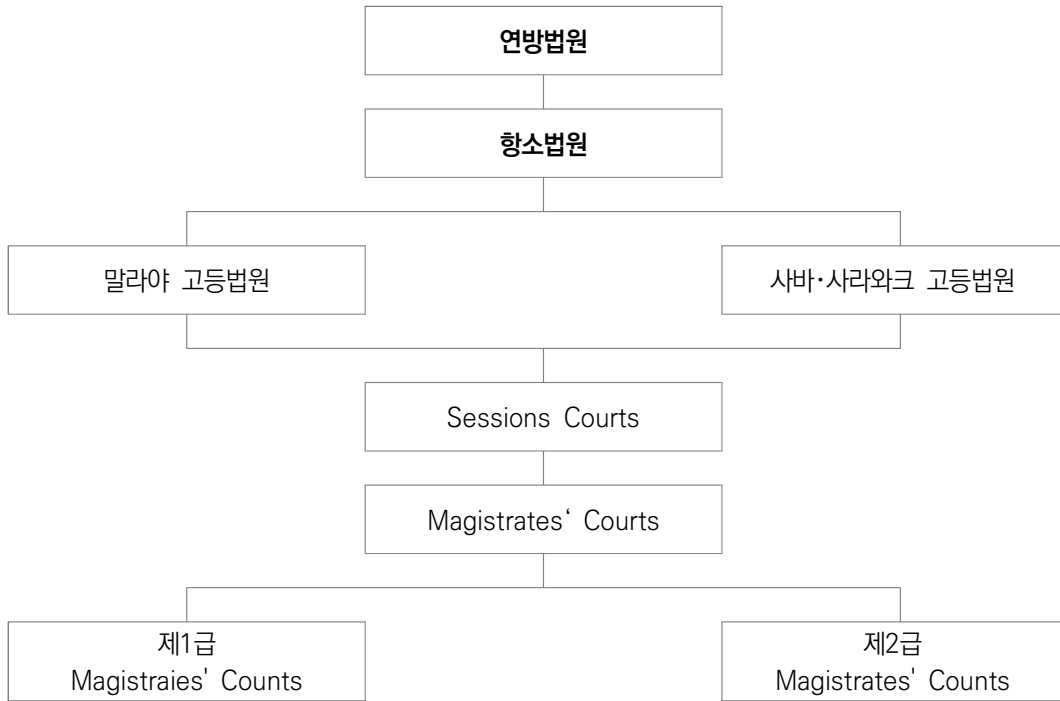 연방법원
항소법원
말라야 고등법원
사바·사라와크 고등법원
Sessions Courts
Magistrates‘ Courts
제1급
Magistraies' Counts
제2급
Magistrates' Counts